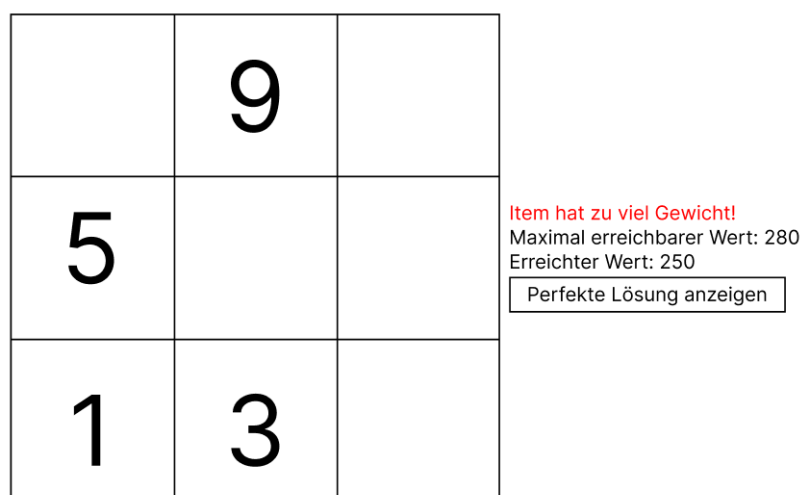 9
5
1 3
Item hat zu viel Gewicht!
Maximal erreichbarer Wert: 280
Erreichter Wert: 250
Perfekte Lösung anzeigen